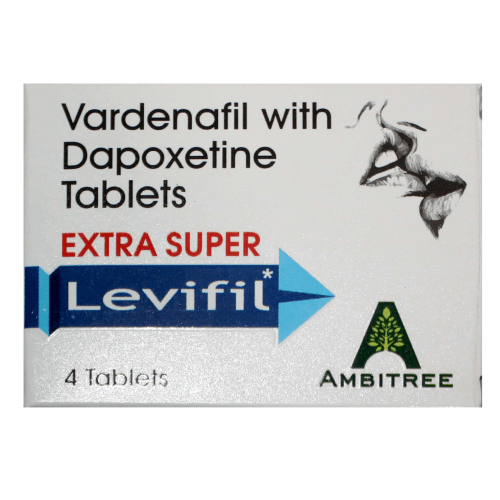 Vardenafil with
Dapoxetine
Tablets
EXTRA SUPER
Levifil*
4 Tablets
AMBITREE